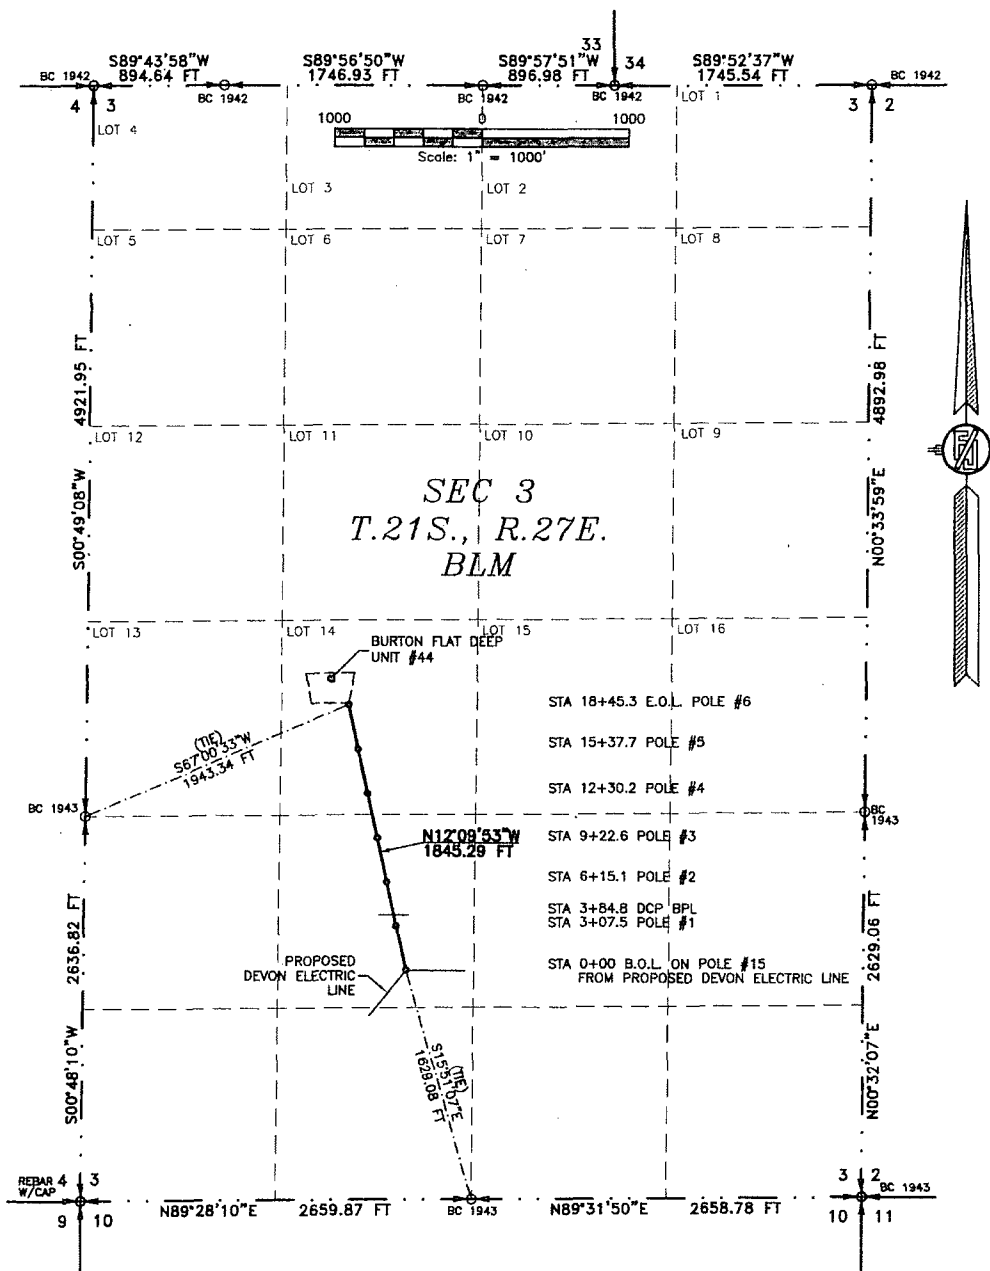 33
S89°43'58"W
S89°56'50"W
S89°57'51"W
34
S89°52'37"W
BC 1942
894.64 FT
1746.93 FT
896.98 FT
1745.54 FT
BC 1942
4 3
BC 1942
BC 1942
BC 1942
3 2
LOT 1
LOT 4
1000 0 1000
Scale: 1" = 1000'
LOT 3
LOT 2
LOT 5
LOT 6
LOT 7
LOT 8
4921.95 FT
S00°49'08"W
4892.98 FT
N00°33'59"E
LOT 12
LOT 11
LOT 10
LOT 9
SEC 3
T.21S., R.27E.
BLM
LOT 13
LOT 14
LOT 15
LOT 16
BURTON FLAT DEEP
UNIT #44
STA 18+45.3 E.O.L. POLE #6
STA 15+37.7 POLE #5
(TIE)
S67°00'33"W
1943.34 FT
STA 12+30.2 POLE #4
BC 1943
BC
1943
N12°09'53"W
1845.29 FT
STA 9+22.6 POLE #3
STA 6+15.1 POLE #2
STA 3+84.8 DCP BPL
STA 3+07.5 POLE #1
2636.82 FT
S00°48'10"W
2629.06 FT
N00°32'07"E
PROPOSED
DEVON ELECTRIC
LINE
STA 0+00 B.O.L. ON POLE #15
FROM PROPOSED DEVON ELECTRIC LINE
(TIE)
S15°51'07"E
1629.08 FT
REBAR
W/CAP
4 3
3 2
BC 1943
N89°28'10"E 2659.87 FT
BC 1943
N89°31'50"E 2658.78 FT
9 10
10 11